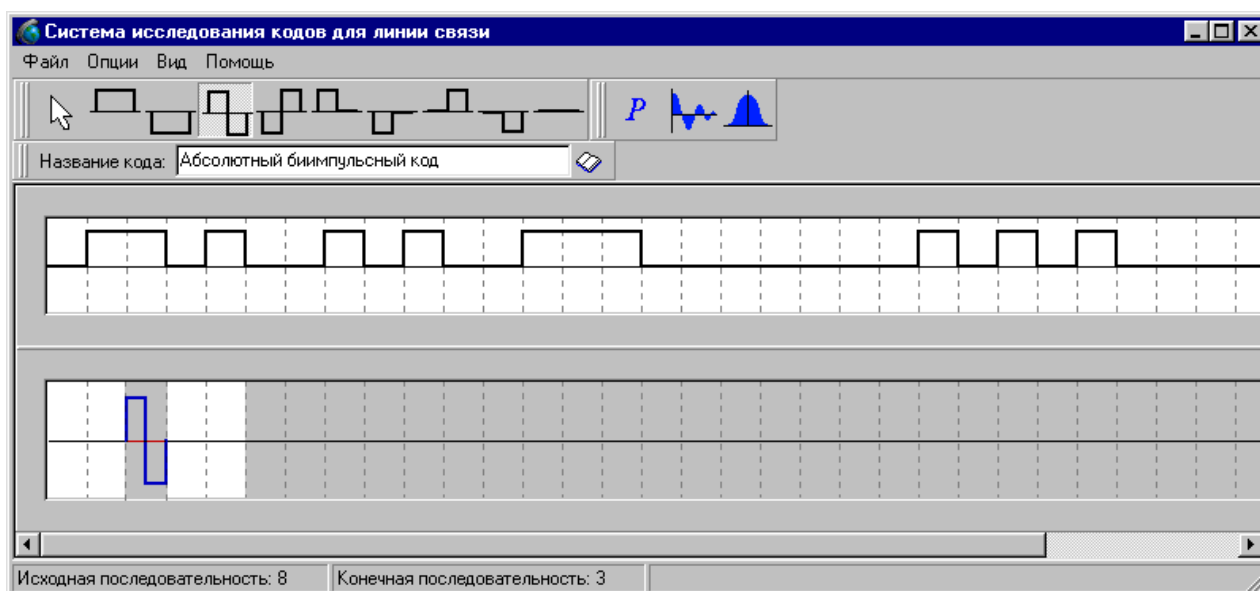 Система исследования кодов для линии связи
Файл Опции Вид Помощь
P
Название кода: Абсолютный биимпульсный код
Исходная последовательность: 8 Конечная последовательность: 3